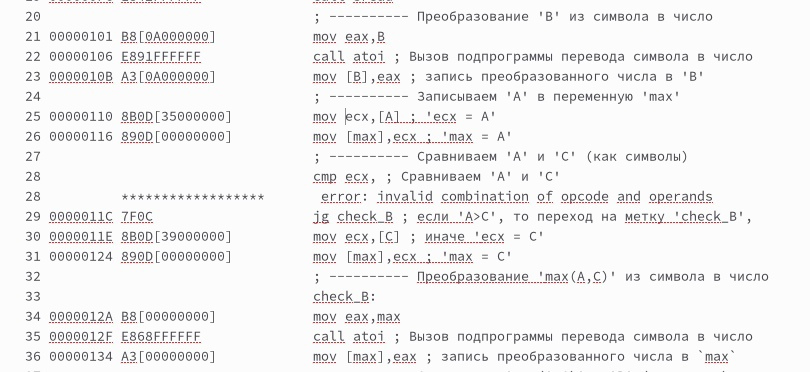 20 ; ---------- Преобразование 'B' из символа в число
21 00000101 B8[0A000000] mov eax,B
22 00000106 E891FFFFFF call atoi ; Вызов подпрограммы перевода символа в число
23 0000010B A3[0A000000] mov [B],eax ; запись преобразованного числа в 'B'
24 ; ---------- Записываем 'A' в переменную 'max'
25 00000110 8B0D[35000000] mov ecx,[A] ; 'ecx = A'
26 00000116 890D[00000000] mov [max],ecx ; 'max = A'
27 ; ---------- Сравниваем 'A' и 'C' (как символы)
28 cmp ecx, ; Сравниваем 'A' и 'C'
28 ****************** error: invalid combination of opcode and operands
29 0000011C 7F0C jg check_B ; если 'A>C', то переход на метку 'check_B',
30 0000011E 8B0D[39000000] mov ecx,[C] ; иначе 'ecx = C'
31 00000124 890D[00000000] mov [max],ecx ; 'max = C'
32 ; ---------- Преобразование 'max(A,C)' из символа в число
33 check_B:
34 0000012A B8[00000000] mov eax,max
35 0000012F E868FFFFFF call atoi ; Вызов подпрограммы перевода символа в число
36 00000134 A3[00000000] mov [max],eax ; запись преобразованного числа в `max`